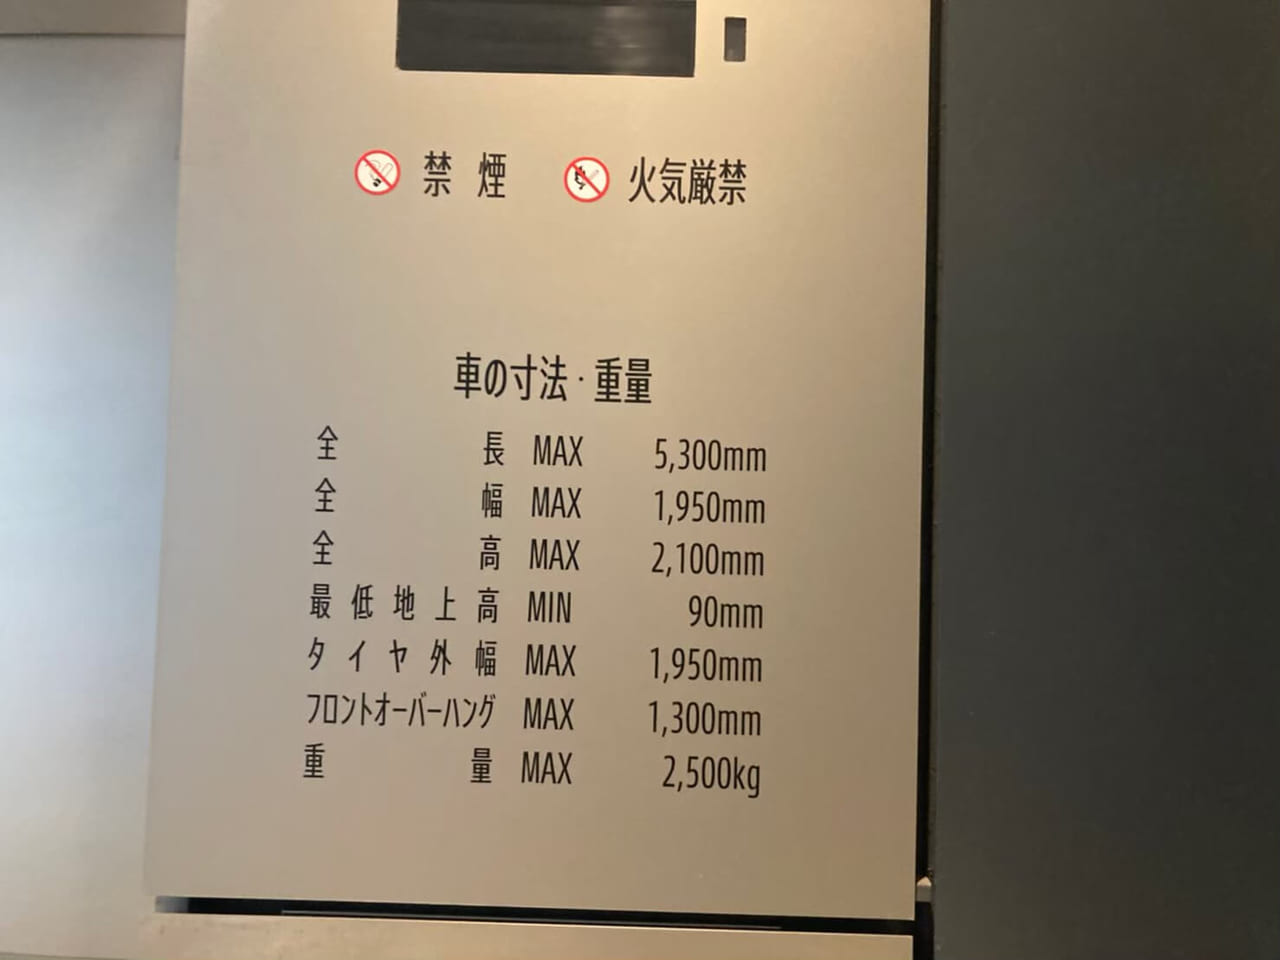 禁煙 火気厳禁
車の寸法・重量
全長 MAX 5,300mm
全幅 MAX 1,950mm
全高 MAX 2,100mm
最低地上高 MIN 90mm
タイヤ外幅 MAX 1,950mm
フロントオーバーハング MAX 1,300mm
重量 MAX 2,500kg